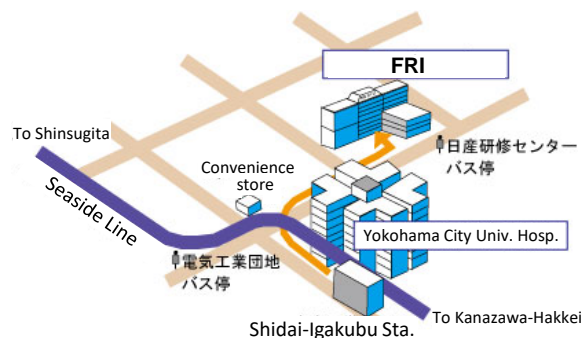 FRI
To Shinsugita
日産研修センター
バス停
Convenience
store
Seaside Line
Yokohama City Univ. Hosp.
電気工業団地
バス停
To Kanazawa-Hakkei
Shidai-Igakubu Sta.